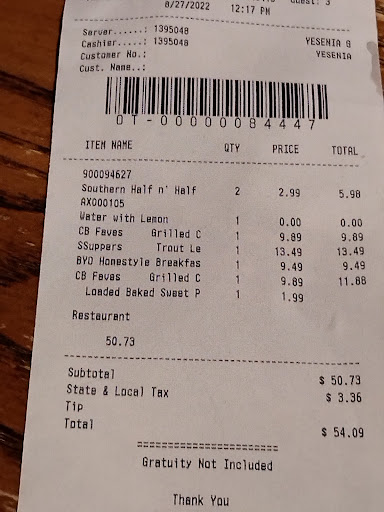 Guest: 3
8/27/2022 12:17 PM
Server.....: 1395048 YESENIA G
Cashier....: 1395048 YESENIA
Customer No.:
Cust. Name..:
OT-00000084447
ITEM NAME QTY PRICE TOTAL
900094627
Southern Half n' Half 2 2.99 5.98
AX000105
Water with Lemon 1 0.00 0.00
CB Faves Grilled C 1 9.89 9.89
SSuppers Trout Le 1 13.49 13.49
BYO Homestyle Breakfas 1 9.49 9.49
CB Faves Grilled C 1 9.89 11.88
Loaded Baked Sweet P 1 1.99
Restaurant
50.73
Subtotal $ 50.73
State & Local Tax $ 3.36
Tip
Total $ 54.09
=======================
Gratuity Not Included
Thank You